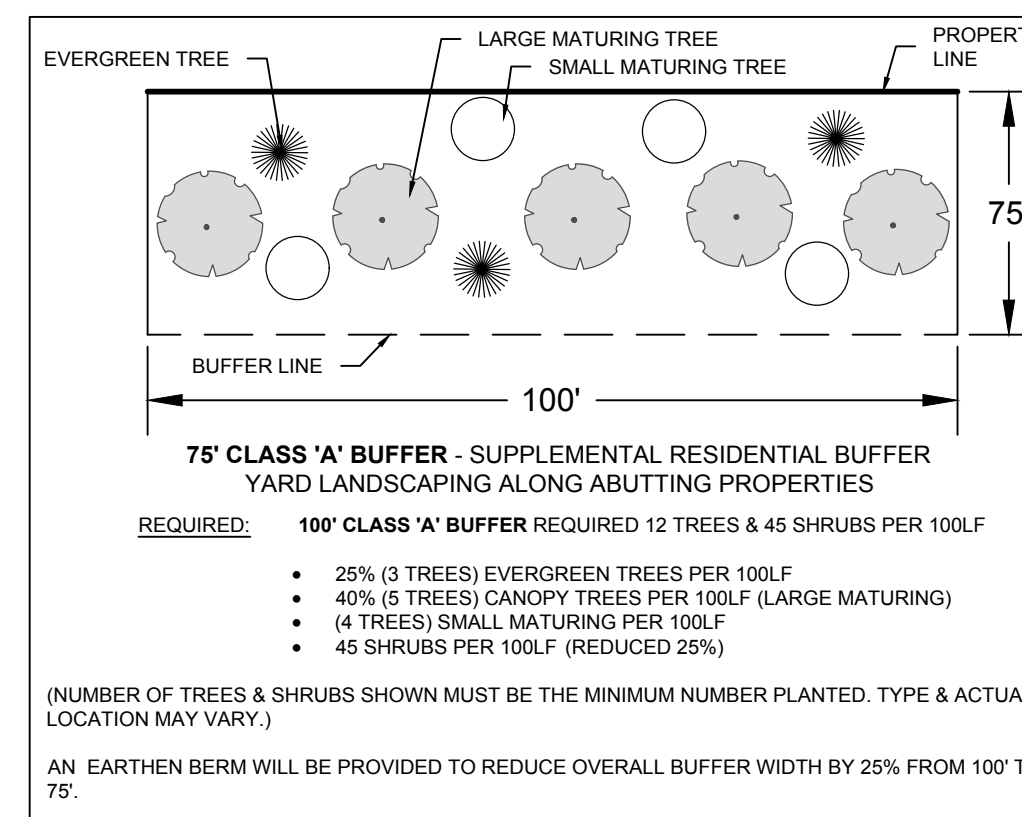 EVERGREEN TREE
LARGE MATURING TREE
SMALL MATURING TREE
LINE
75
BUFFER LINE
100'
75' CLASS 'A' BUFFER - SUPPLEMENTAL RESIDENTIAL BUFFER
YARD LANDSCAPING ALONG ABUTTING PROPERTIES
REQUIRED: 100' CLASS 'A' BUFFER REQUIRED 12 TREES & 45 SHRUBS PER 100LF
• 25% (3 TREES) EVERGREEN TREES PER 100LF
• 40% (5 TREES) CANOPY TREES PER 100LF (LARGE MATURING)
• (4 TREES) SMALL MATURING PER 100LF
• 45 SHRUBS PER 100LF (REDUCED 25%)
(NUMBER OF TREES & SHRUBS SHOWN MUST BE THE MINIMUM NUMBER PLANTED. TYPE &
LOCATION MAY VARY.)
AN EARTHEN BERM WILL BE PROVIDED TO REDUCE OVERALL BUFFER WIDTH BY 25% FROM 100'
75'.